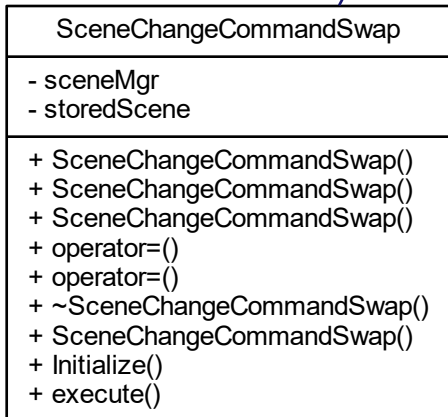 SceneChangeCommandSwap
- sceneMgr
- storedScene
+ SceneChangeCommandSwap()
+ SceneChangeCommandSwap()
+ SceneChangeCommandSwap()
+ operator=()
+ operator=()
+ ~SceneChangeCommandSwap()
+ SceneChangeCommandSwap()
+ Initialize()
+ execute()